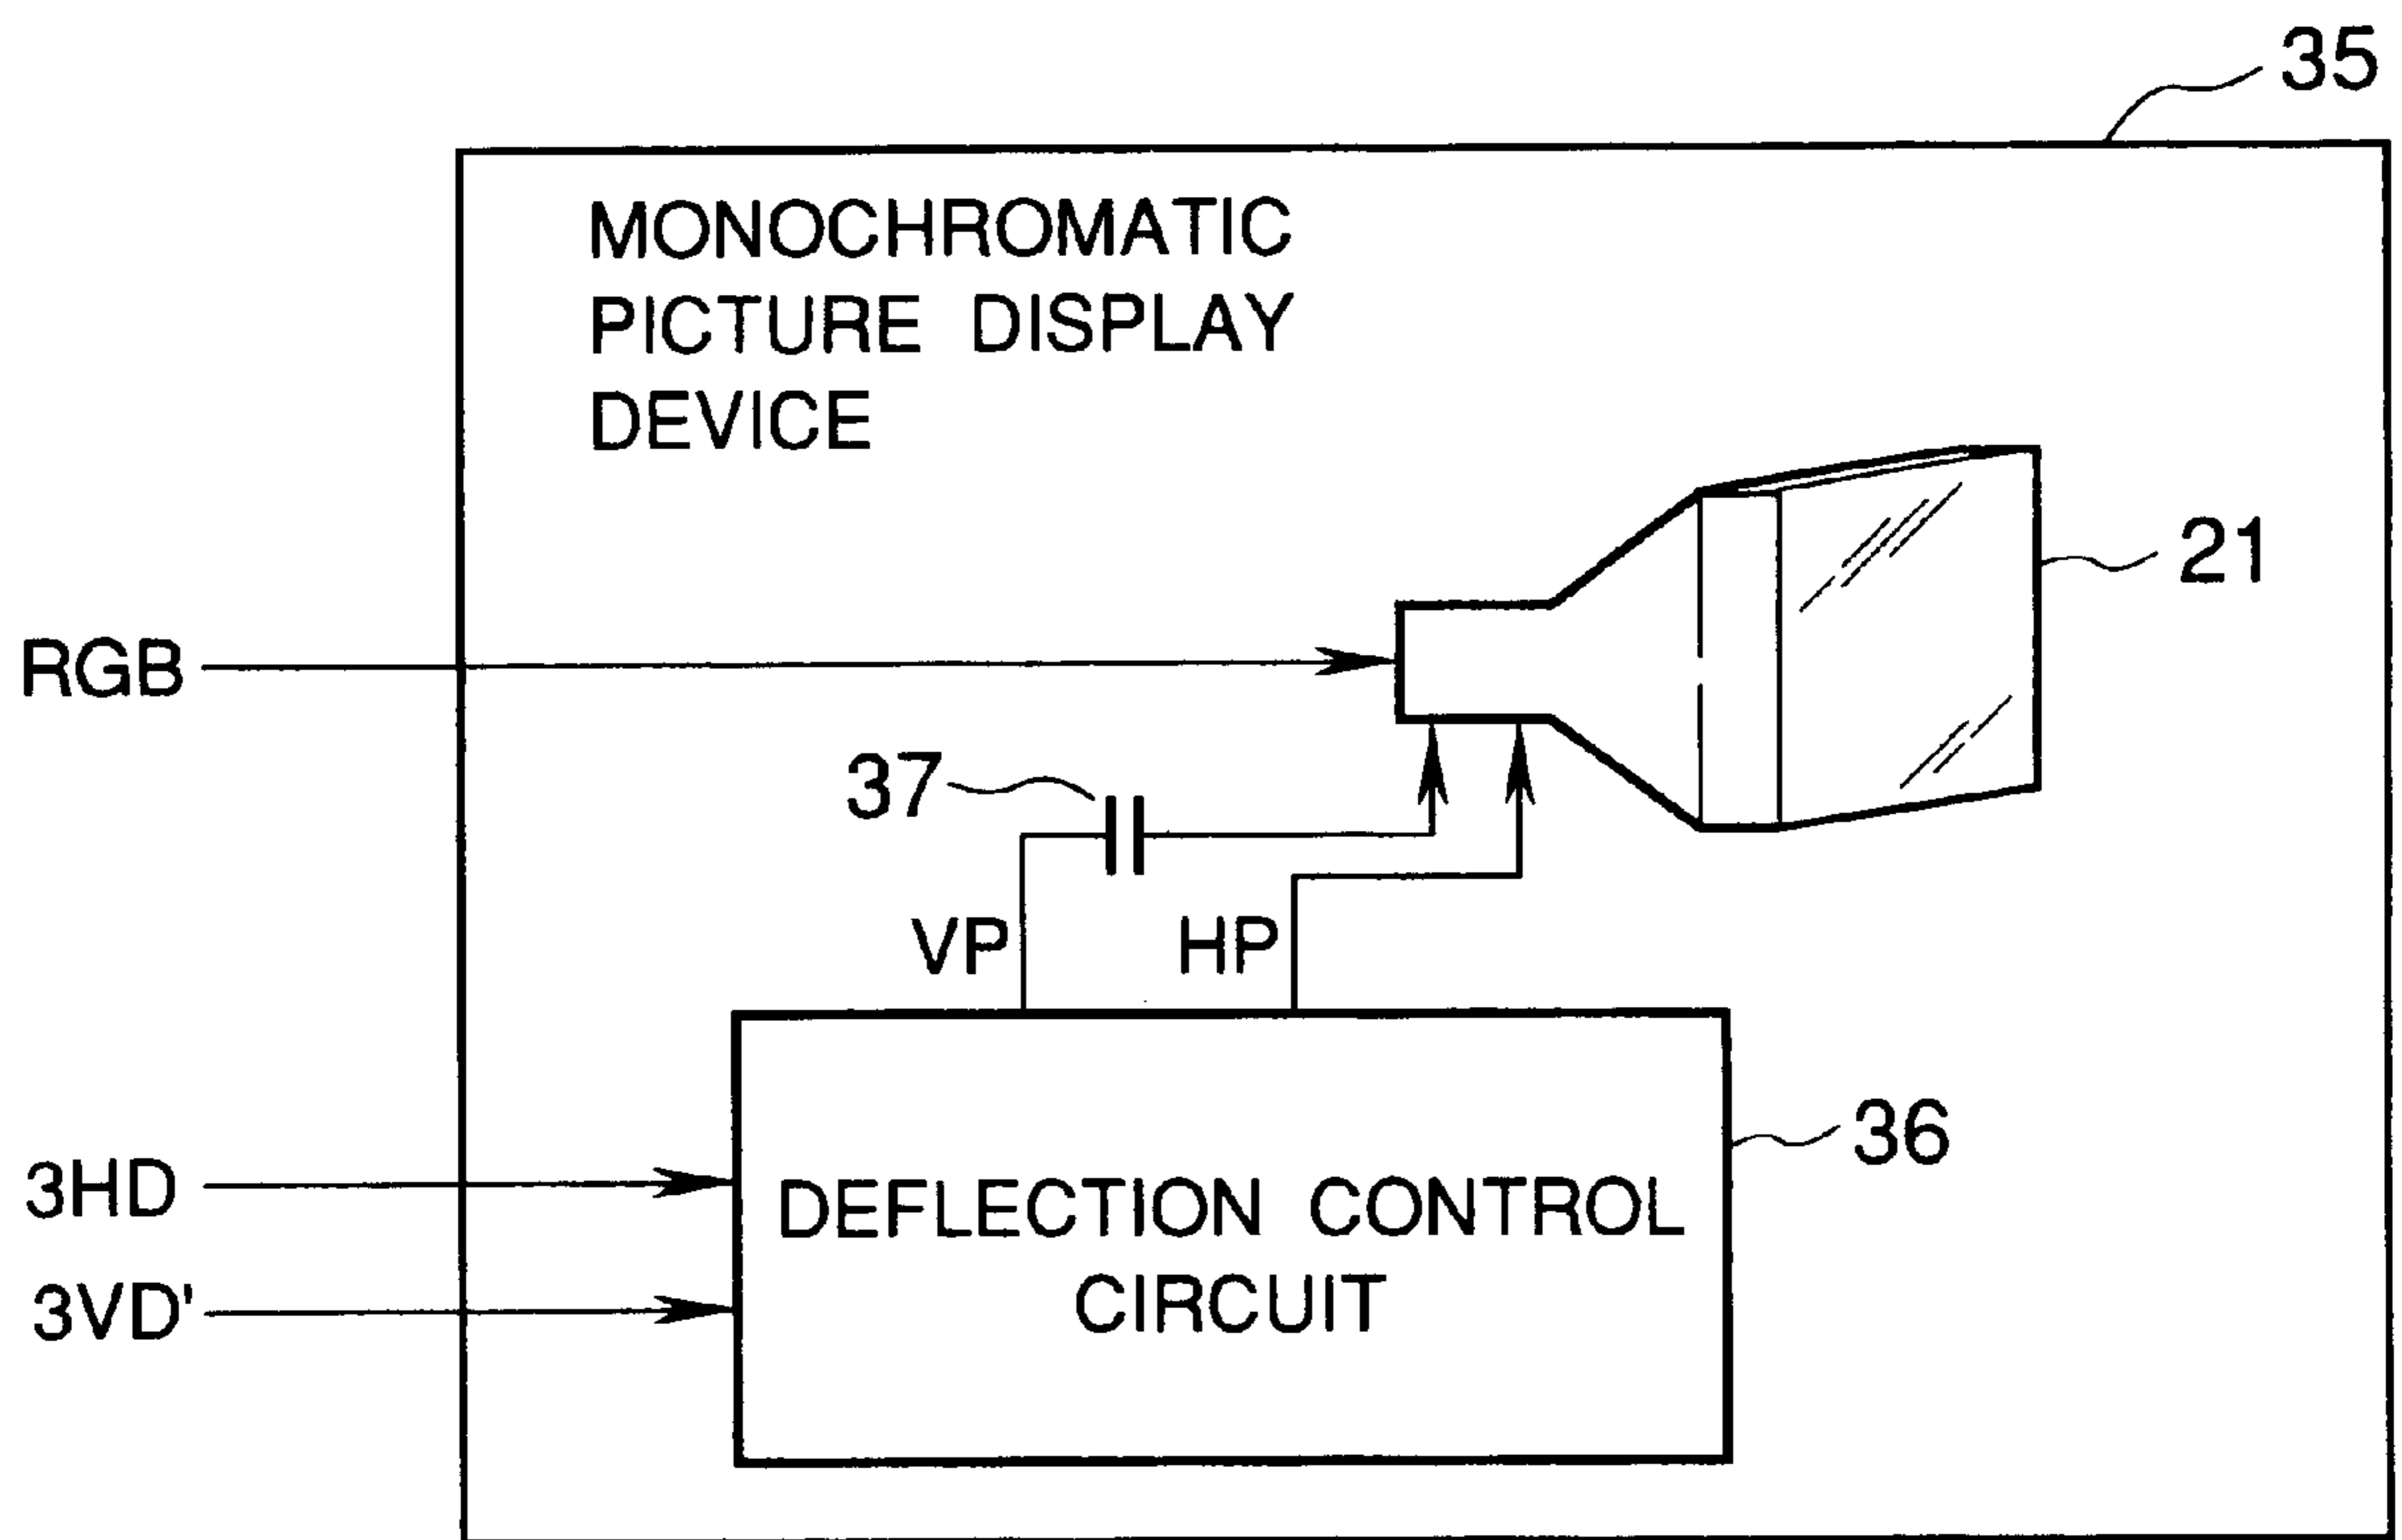 35
MONOCHROMATIC
PICTURE DISPLAY
DEVICE
21
RGB
37
VP
HP
36
3HD
DEFLECTION CONTROL
3VD'
CIRCUIT